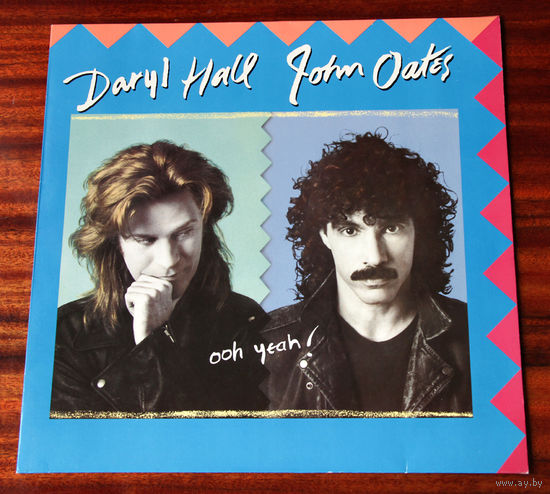 Daryl Hall John Oates
ooh yeah!
www.ay.by